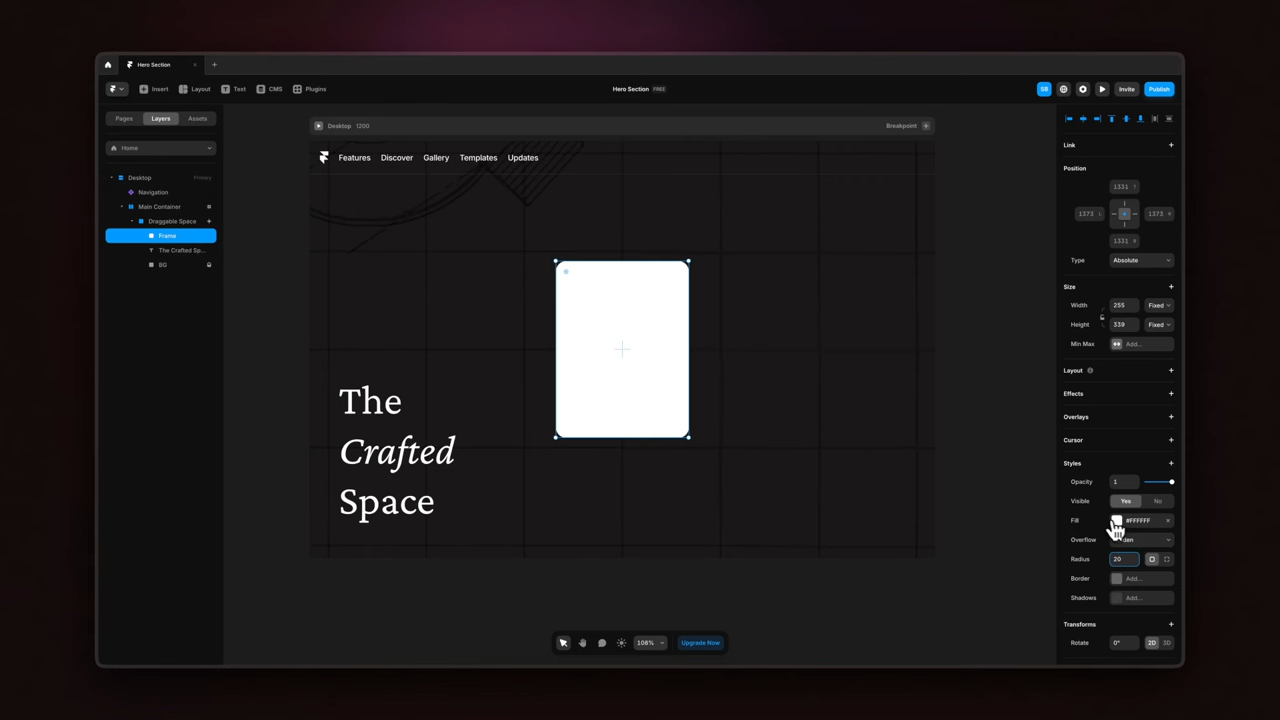 Hero Section
Insert
Layout
Text
CMS
Plugins
Hero Section FREE
SB
Invite
Publish
Pages
Layers
Assets
Home
Desktop
Primary
Navigation
Main Container
Draggable Space
Frame
The Crafted Sp...
BG
Desktop 1200
Breakpoint
Features
Discover
Gallery
Templates
Updates
The
Crafted
Space
108%
Upgrade Now
Link
Position
1331 T
1373 L
1373 R
1331 B
Type Absolute
Size
Width 255 Fixed
Height 339 Fixed
Min Max Add...
Layout
Effects
Overlays
Cursor
Styles
Opacity 1
Visible Yes No
Fill #FFFFFF
Overflow
Radius 20
Border Add...
Shadows Add...
Transforms
Rotate 0° 2D 3D